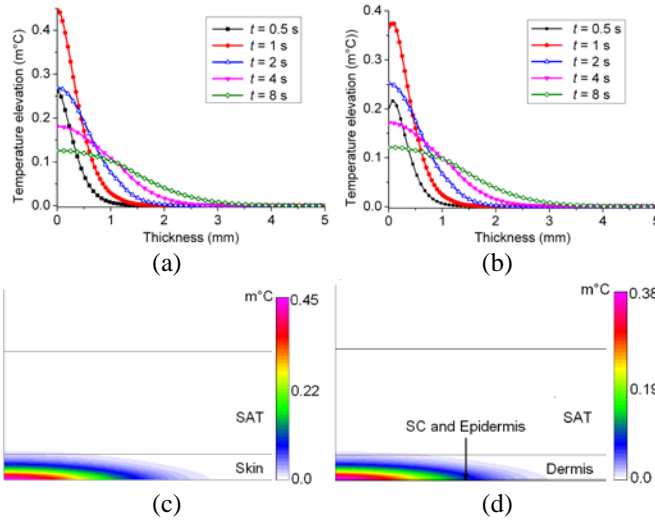 Temperature elevation (m°C)
0.4
0.3
0.2
0.1
0.0
t = 0.5 s
t = 1 s
t = 2 s
t = 4 s
t = 8 s
0 1 2 3 4 5
Thickness (mm)
(a)
Temperature elevation (m°C))
0.4
0.3
0.2
0.1
0.0
t = 0.5 s
t = 1 s
t = 2 s
t = 4 s
t = 8 s
0 1 2 3 4 5
Thickness (mm)
(b)
m°C
0.45
0.22
0.0
SAT
Skin
(c)
m°C
0.38
0.19
0.0
SAT
SC and Epidermis
Dermis
(d)